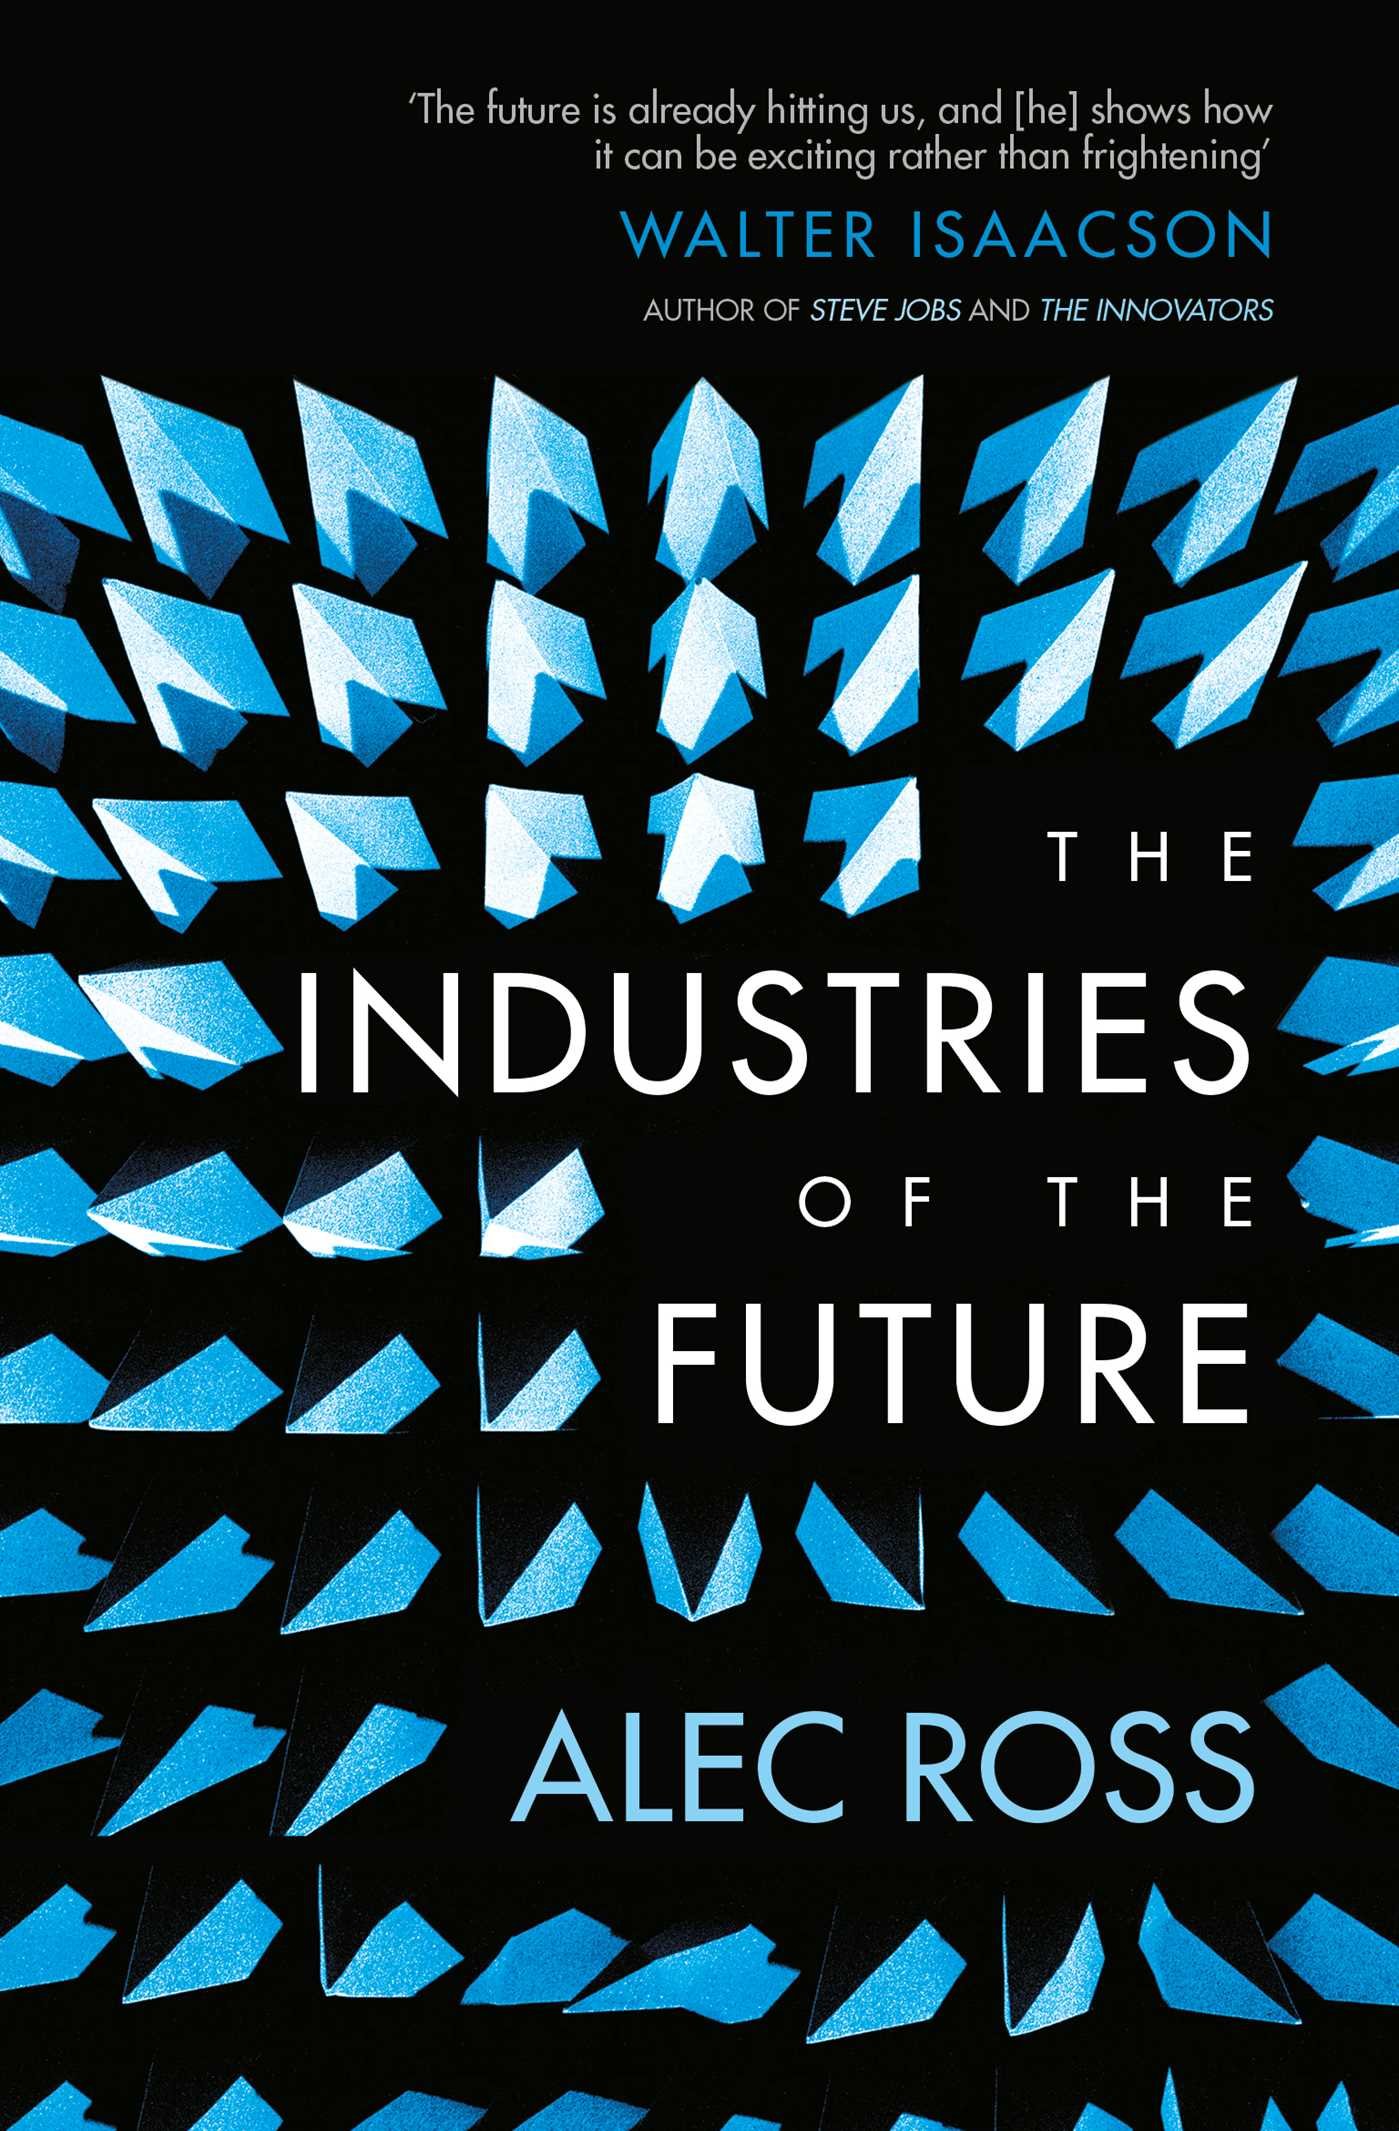 ‘The future is already hitting us, and [he] shows how
it can be exciting rather than frightening’
WALTER ISAACSON
AUTHOR OF STEVE JOBS AND THE INNOVATORS
THE
INDUSTRIES
OF THE
FUTURE
ALEC ROSS